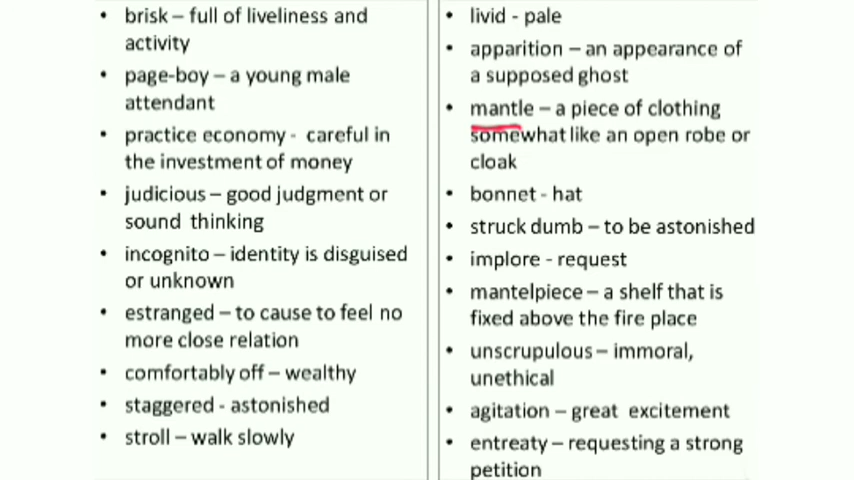 • brisk – full of liveliness and
activity
• page-boy – a young male
attendant
• practice economy - careful in
the investment of money
• judicious – good judgment or
sound thinking
• incognito – identity is disguised
or unknown
• estranged – to cause to feel no
more close relation
• comfortably off – wealthy
• staggered - astonished
• stroll – walk slowly
• livid - pale
• apparition – an appearance of
a supposed ghost
• mantle – a piece of clothing
somewhat like an open robe or
cloak
• bonnet - hat
• struck dumb – to be astonished
• implore - request
• mantelpiece – a shelf that is
fixed above the fire place
• unscrupulous – immoral,
unethical
• agitation – great excitement
• entreaty – requesting a strong
petition